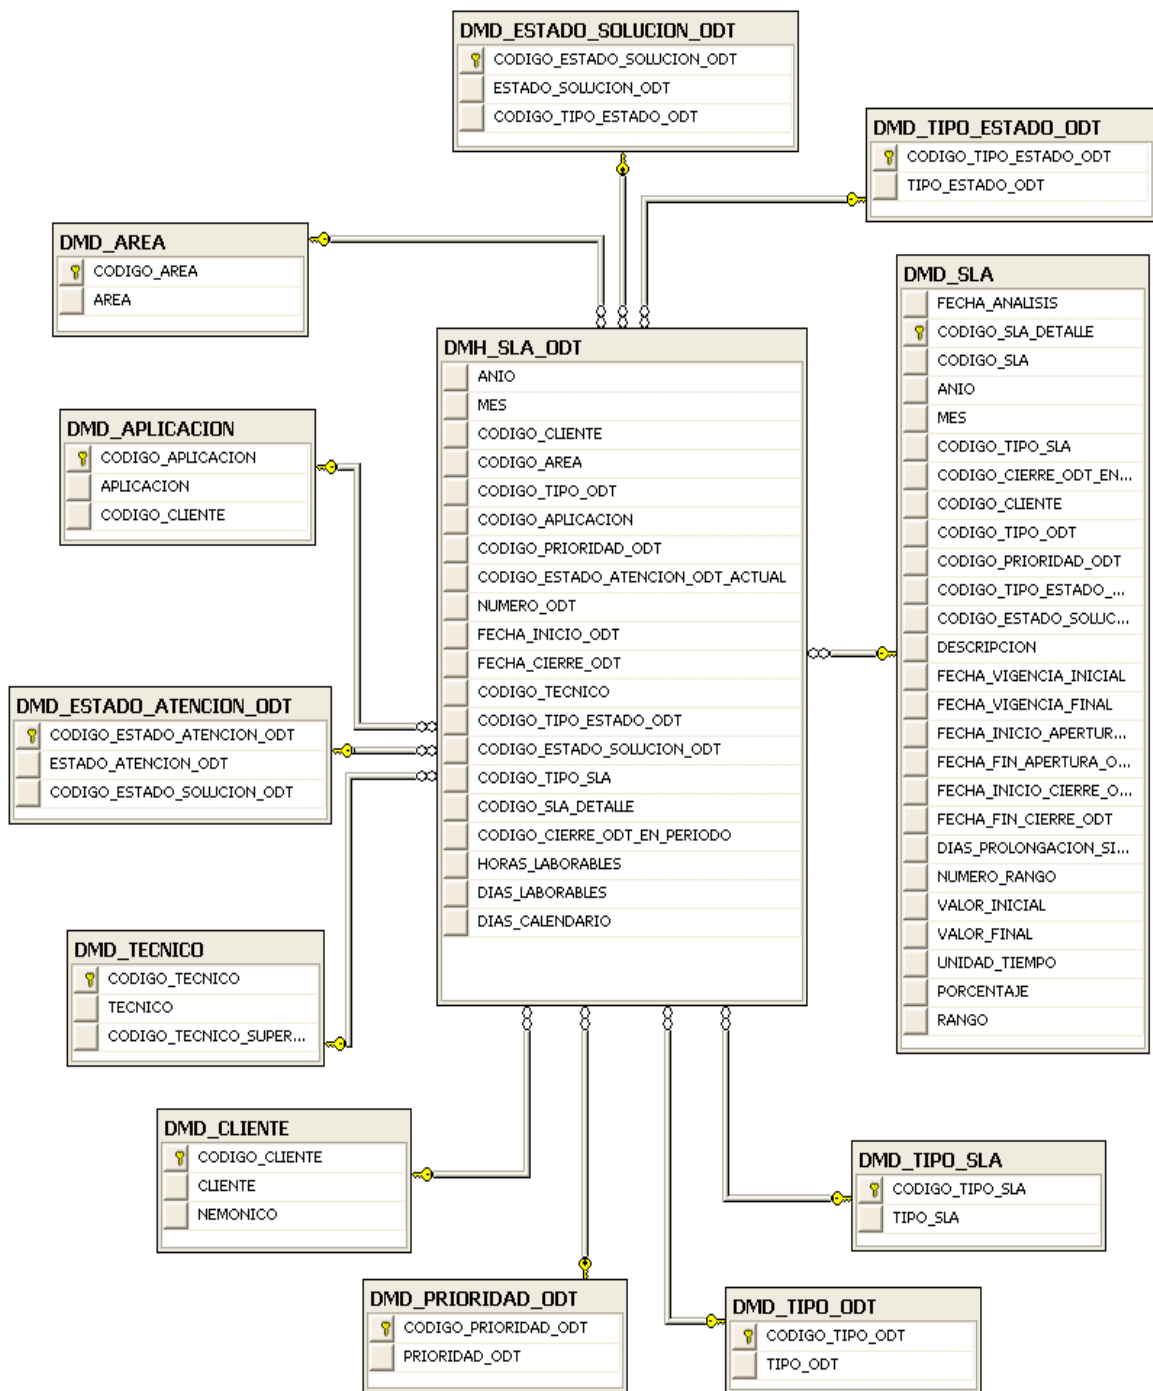 DMD_ESTADO_SOLUCION_ODT
CODIGO_ESTADO_SOLUCION_ODT
ESTADO_SOLUCION_ODT
CODIGO_TIPO_ESTADO_ODT
DMD_TIPO_ESTADO_ODT
CODIGO_TIPO_ESTADO_ODT
TIPO_ESTADO_ODT
DMD_AREA
CODIGO_AREA
AREA
DMD_SLA
FECHA_ANALISIS
CODIGO_SLA_DETALLE
CODIGO_SLA
ANIO
MES
CODIGO_TIPO_SLA
CODIGO_CIERRE_ODT_EN...
CODIGO_CLIENTE
CODIGO_TIPO_ODT
CODIGO_PRIORIDAD_ODT
CODIGO_TIPO_ESTADO_...
CODIGO_ESTADO_SOLUC...
DESCRIPCION
FECHA_VIGENCIA_INICIAL
FECHA_VIGENCIA_FINAL
FECHA_INICIO_APERTUR...
FECHA_FIN_APERTURA_O...
FECHA_INICIO_CIERRE_O...
FECHA_FIN_CIERRE_ODT
DIAS_PROLONGACION_SI...
NUMERO_RANGO
VALOR_INICIAL
VALOR_FINAL
UNIDAD_TIEMPO
PORCENTAJE
RANGO
DMH_SLA_ODT
ANIO
MES
CODIGO_CLIENTE
CODIGO_AREA
CODIGO_TIPO_ODT
CODIGO_APLICACION
CODIGO_PRIORIDAD_ODT
CODIGO_ESTADO_ATENCION_ODT_ACTUAL
NUMERO_ODT
FECHA_INICIO_ODT
FECHA_CIERRE_ODT
CODIGO_TECNICO
CODIGO_TIPO_ESTADO_ODT
CODIGO_ESTADO_SOLUCION_ODT
CODIGO_TIPO_SLA
CODIGO_SLA_DETALLE
CODIGO_CIERRE_ODT_EN_PERIODO
HORAS_LABORABLES
DIAS_LABORABLES
DIAS_CALENDARIO
DMD_APLICACION
CODIGO_APLICACION
APLICACION
CODIGO_CLIENTE
DMD_ESTADO_ATENCION_ODT
CODIGO_ESTADO_ATENCION_ODT
ESTADO_ATENCION_ODT
CODIGO_ESTADO_SOLUCION_ODT
DMD_TECNICO
CODIGO_TECNICO
TECNICO
CODIGO_TECNICO_SUPER...
DMD_CLIENTE
CODIGO_CLIENTE
CLIENTE
NEMONICO
DMD_TIPO_SLA
CODIGO_TIPO_SLA
TIPO_SLA
DMD_PRIORIDAD_ODT
CODIGO_PRIORIDAD_ODT
PRIORIDAD_ODT
DMD_TIPO_ODT
CODIGO_TIPO_ODT
TIPO_ODT